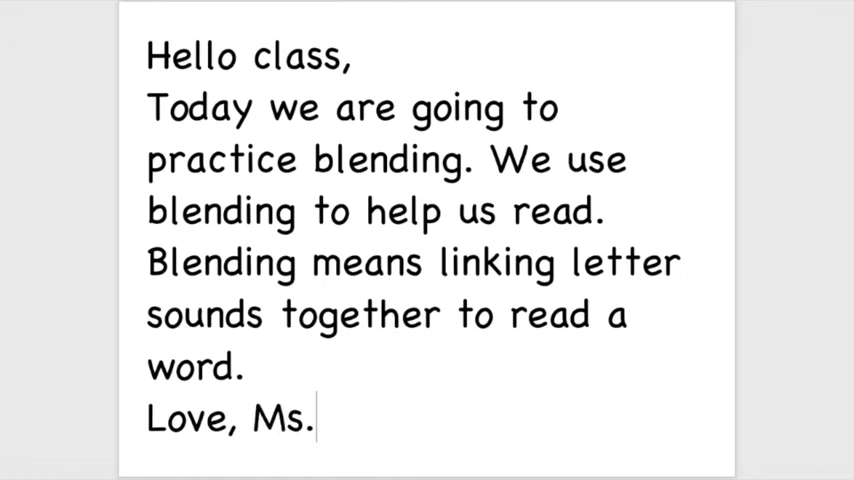 Hello class,
Today we are going to
practice blending. We use
blending to help us read.
Blending means linking letter
sounds together to read a
word.
Love, Ms.